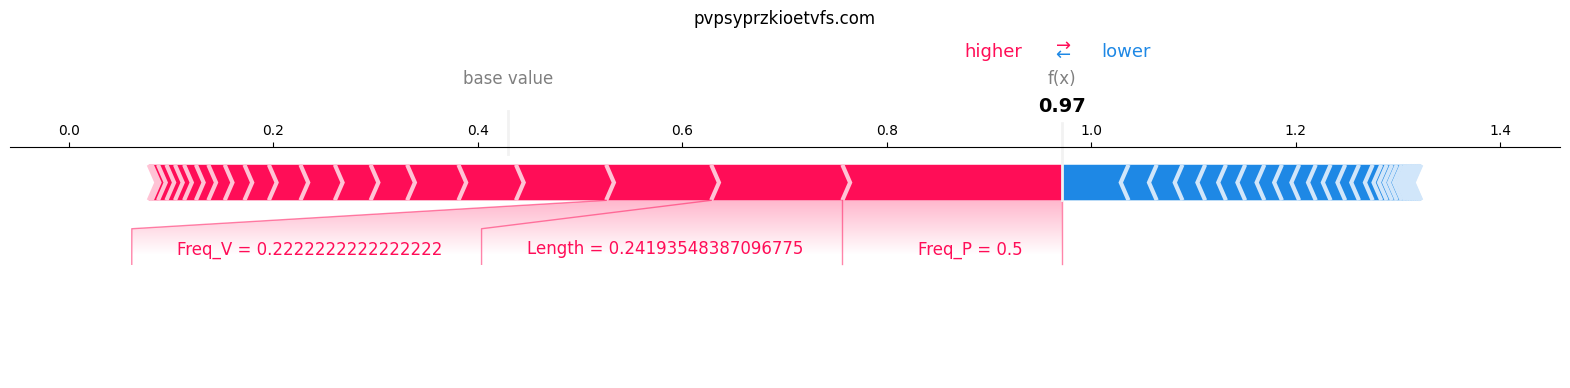 pvpsyprzkioetvfs.com
higher ⇄ lower
base value f(x)
0.97
0.0 0.2 0.4 0.6 0.8 1.0 1.2 1.4
Freq_V = 0.2222222222222222 Length = 0.24193548387096775 Freq_P = 0.5